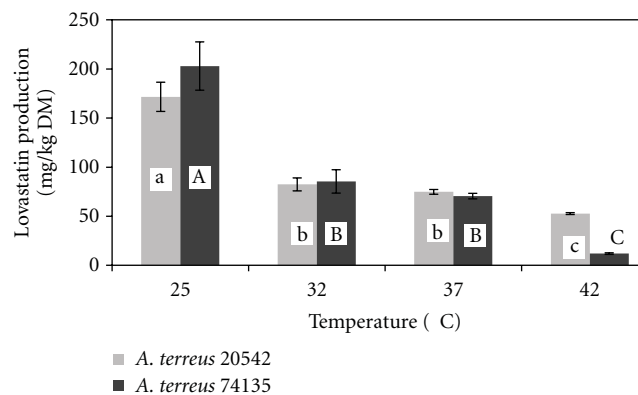 Lovastatin production
(mg/kg DM)
250
200
150
100
50
0
a
A
b
B
b
B
c
C
25
32
37
42
Temperature ( C)
A. terreus 20542
A. terreus 74135